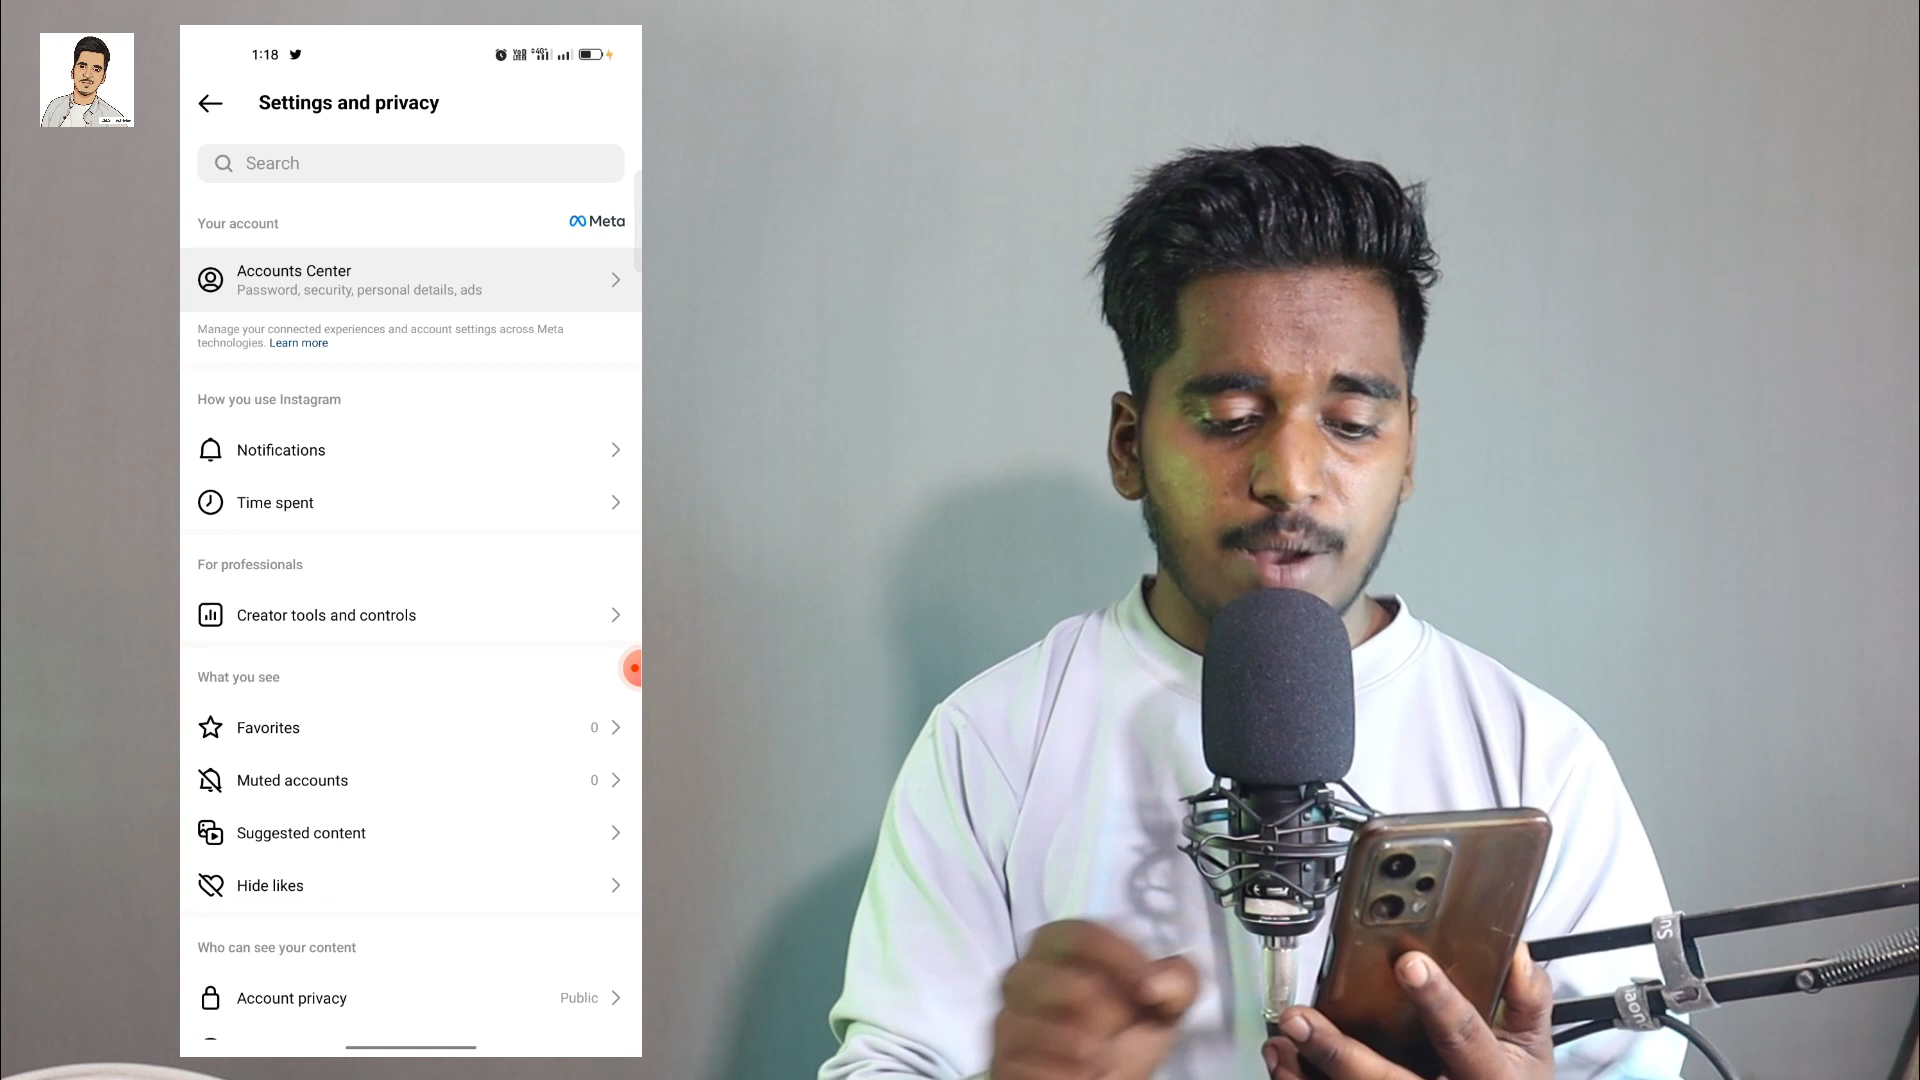 1:18
Settings and privacy
Search
Your account
Meta
Accounts Center
Password, security, personal details, ads
Manage your connected experiences and account settings across Meta
technologies. Learn more
How you use Instagram
Notifications
Time spent
For professionals
Creator tools and controls
What you see
Favorites 0
Muted accounts 0
Suggested content
Hide likes
Who can see your content
Account privacy Public